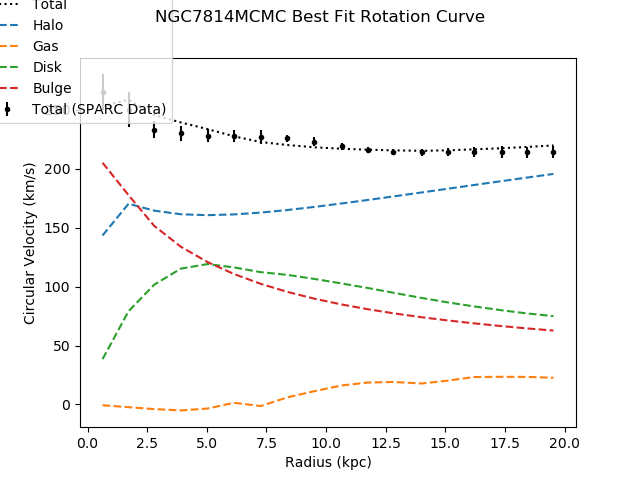 NGC7814MCMC Best Fit Rotation Curve
Total
Halo
Gas
Disk
Bulge
Total (SPARC Data)
Circular Velocity (km/s)
250
200
150
100
50
0
0.0 2.5 5.0 7.5 10.0 12.5 15.0 17.5 20.0
Radius (kpc)